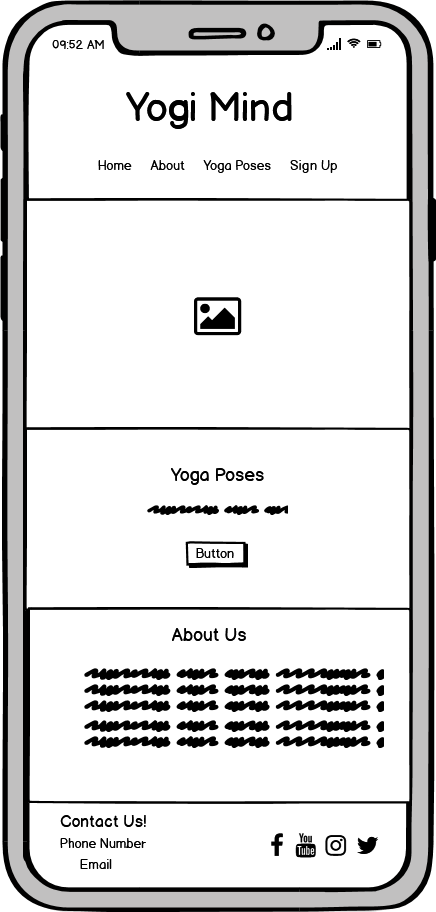 09:52 AM
Yogi Mind
Home About Yoga Poses Sign Up
Yoga Poses
Button
About Us
Contact Us!
Phone Number
Email
You
Tube